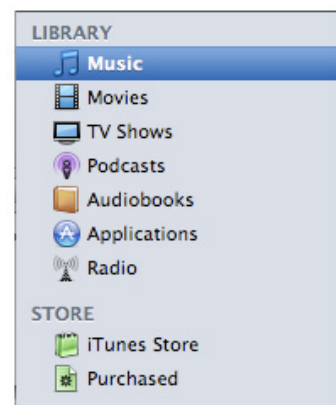 LIBRARY
Music
Movies
TV Shows
Podcasts
Audiobooks
Applications
Radio
STORE
iTunes Store
Purchased